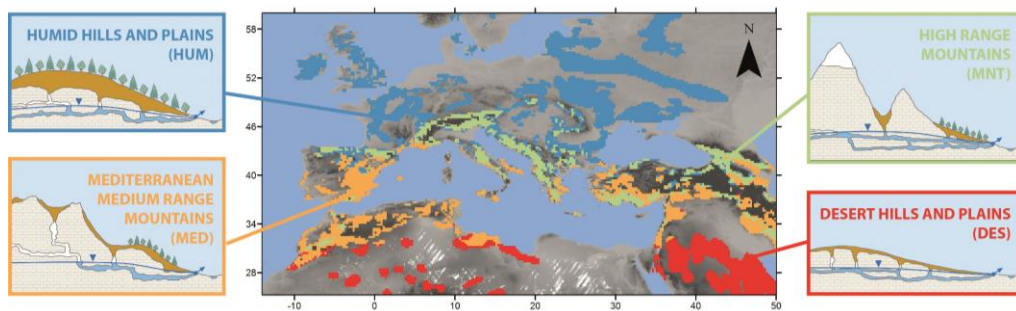 HUMID HILLS AND PLAINS
(HUM)
MEDITERRANEAN
MEDIUM RANGE
MOUNTAINS
(MED)
60
52
46
40
34
28
-10
0
10
20
30
40
50
N
HIGH RANGE
MOUNTAINS
(MNT)
DESERT HILLS AND PLAINS
(DES)